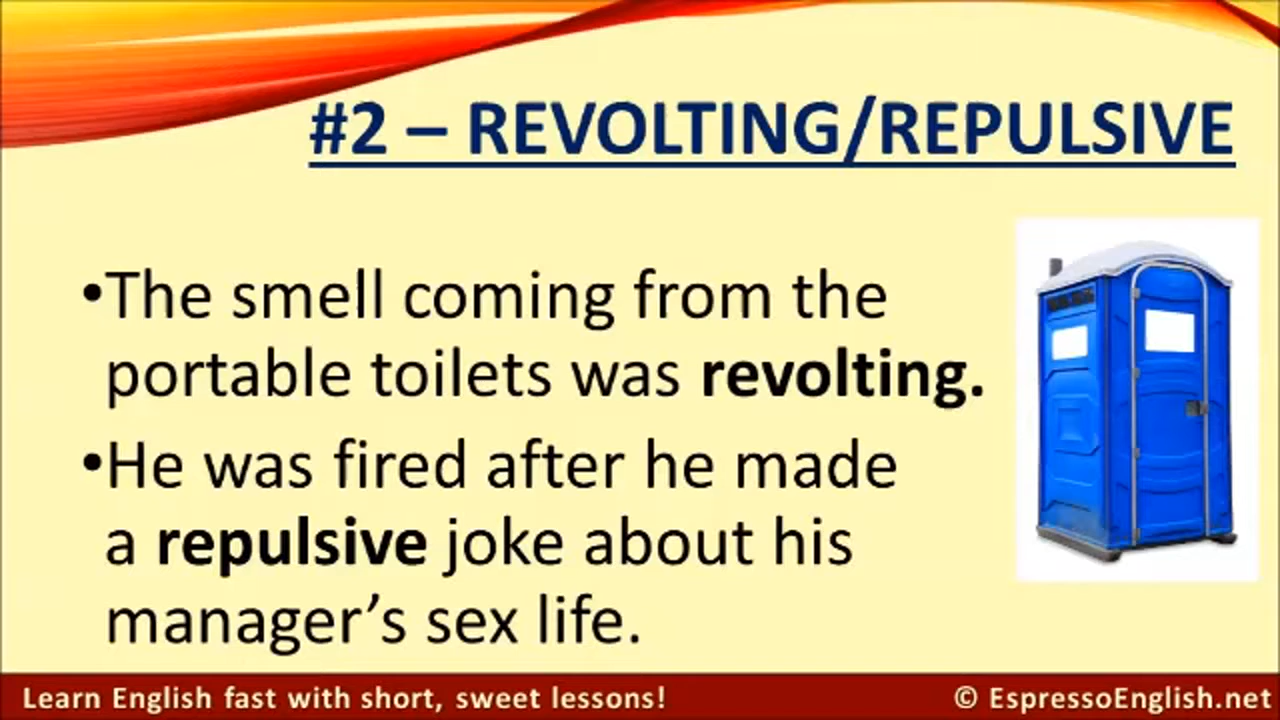 #2 – REVOLTING/REPULSIVE
•The smell coming from the
portable toilets was revolting.
•He was fired after he made
a repulsive joke about his
manager’s sex life.
Learn English fast with short, sweet lessons!
© EspressoEnglish.net